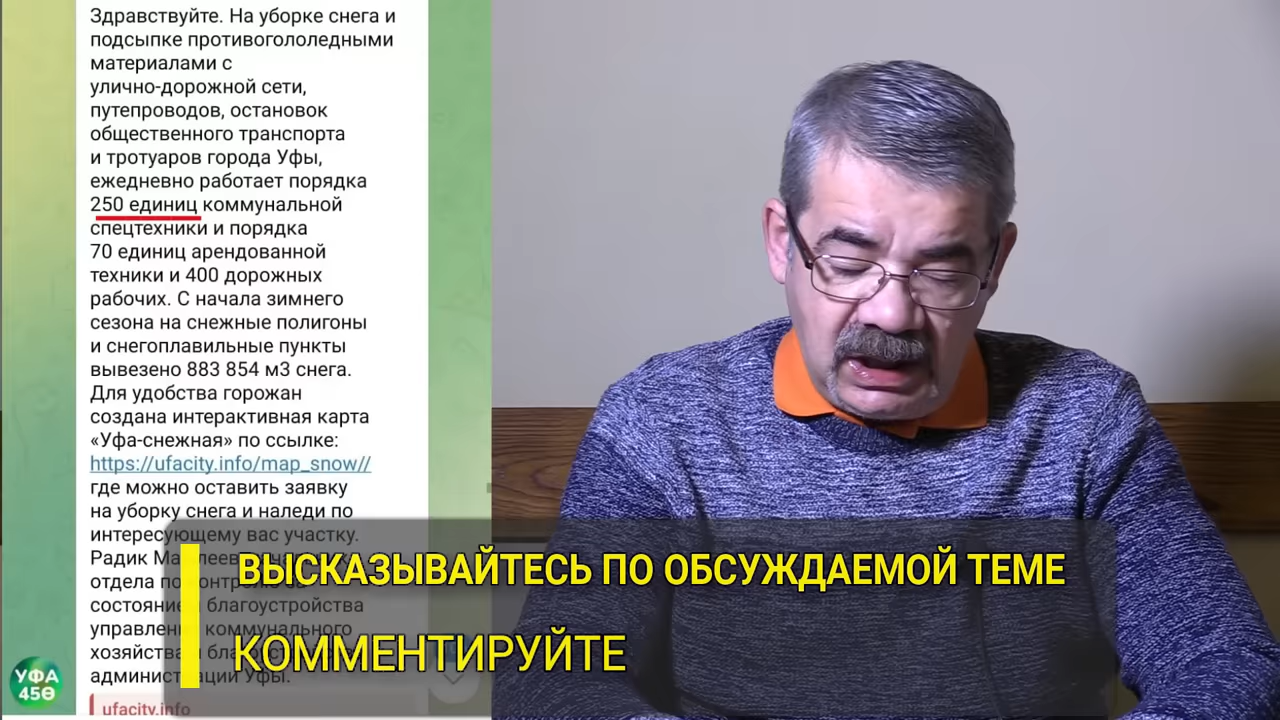 Здравствуйте. На уборке снега и
подсыпке противогололедными
материалами с
улично-дорожной сети,
путепроводов, остановок
общественного транспорта
и тротуаров города Уфы,
ежедневно работает порядка
250 единиц коммунальной
спецтехники и порядка
70 единиц арендованной
техники и 400 дорожных
рабочих. С начала зимнего
сезона на снежные полигоны
и снегоплавильные пункты
вывезено 883 854 м3 снега.
Для удобства горожан
создана интерактивная карта
«Уфа-снежная» по ссылке:
https://ufacity.info/map_snow//
где можно оставить заявку
на уборку снега и наледи по
интересующему вас участку.
Радик
отдела по
благоустройства
коммунального
хозяйства
Уфы.
ufacity.info
УФА
450
ВЫСКАЗЫВАЙТЕСЬ ПО ОБСУЖДАЕМОЙ ТЕМЕ
КОММЕНТИРУЙТЕ